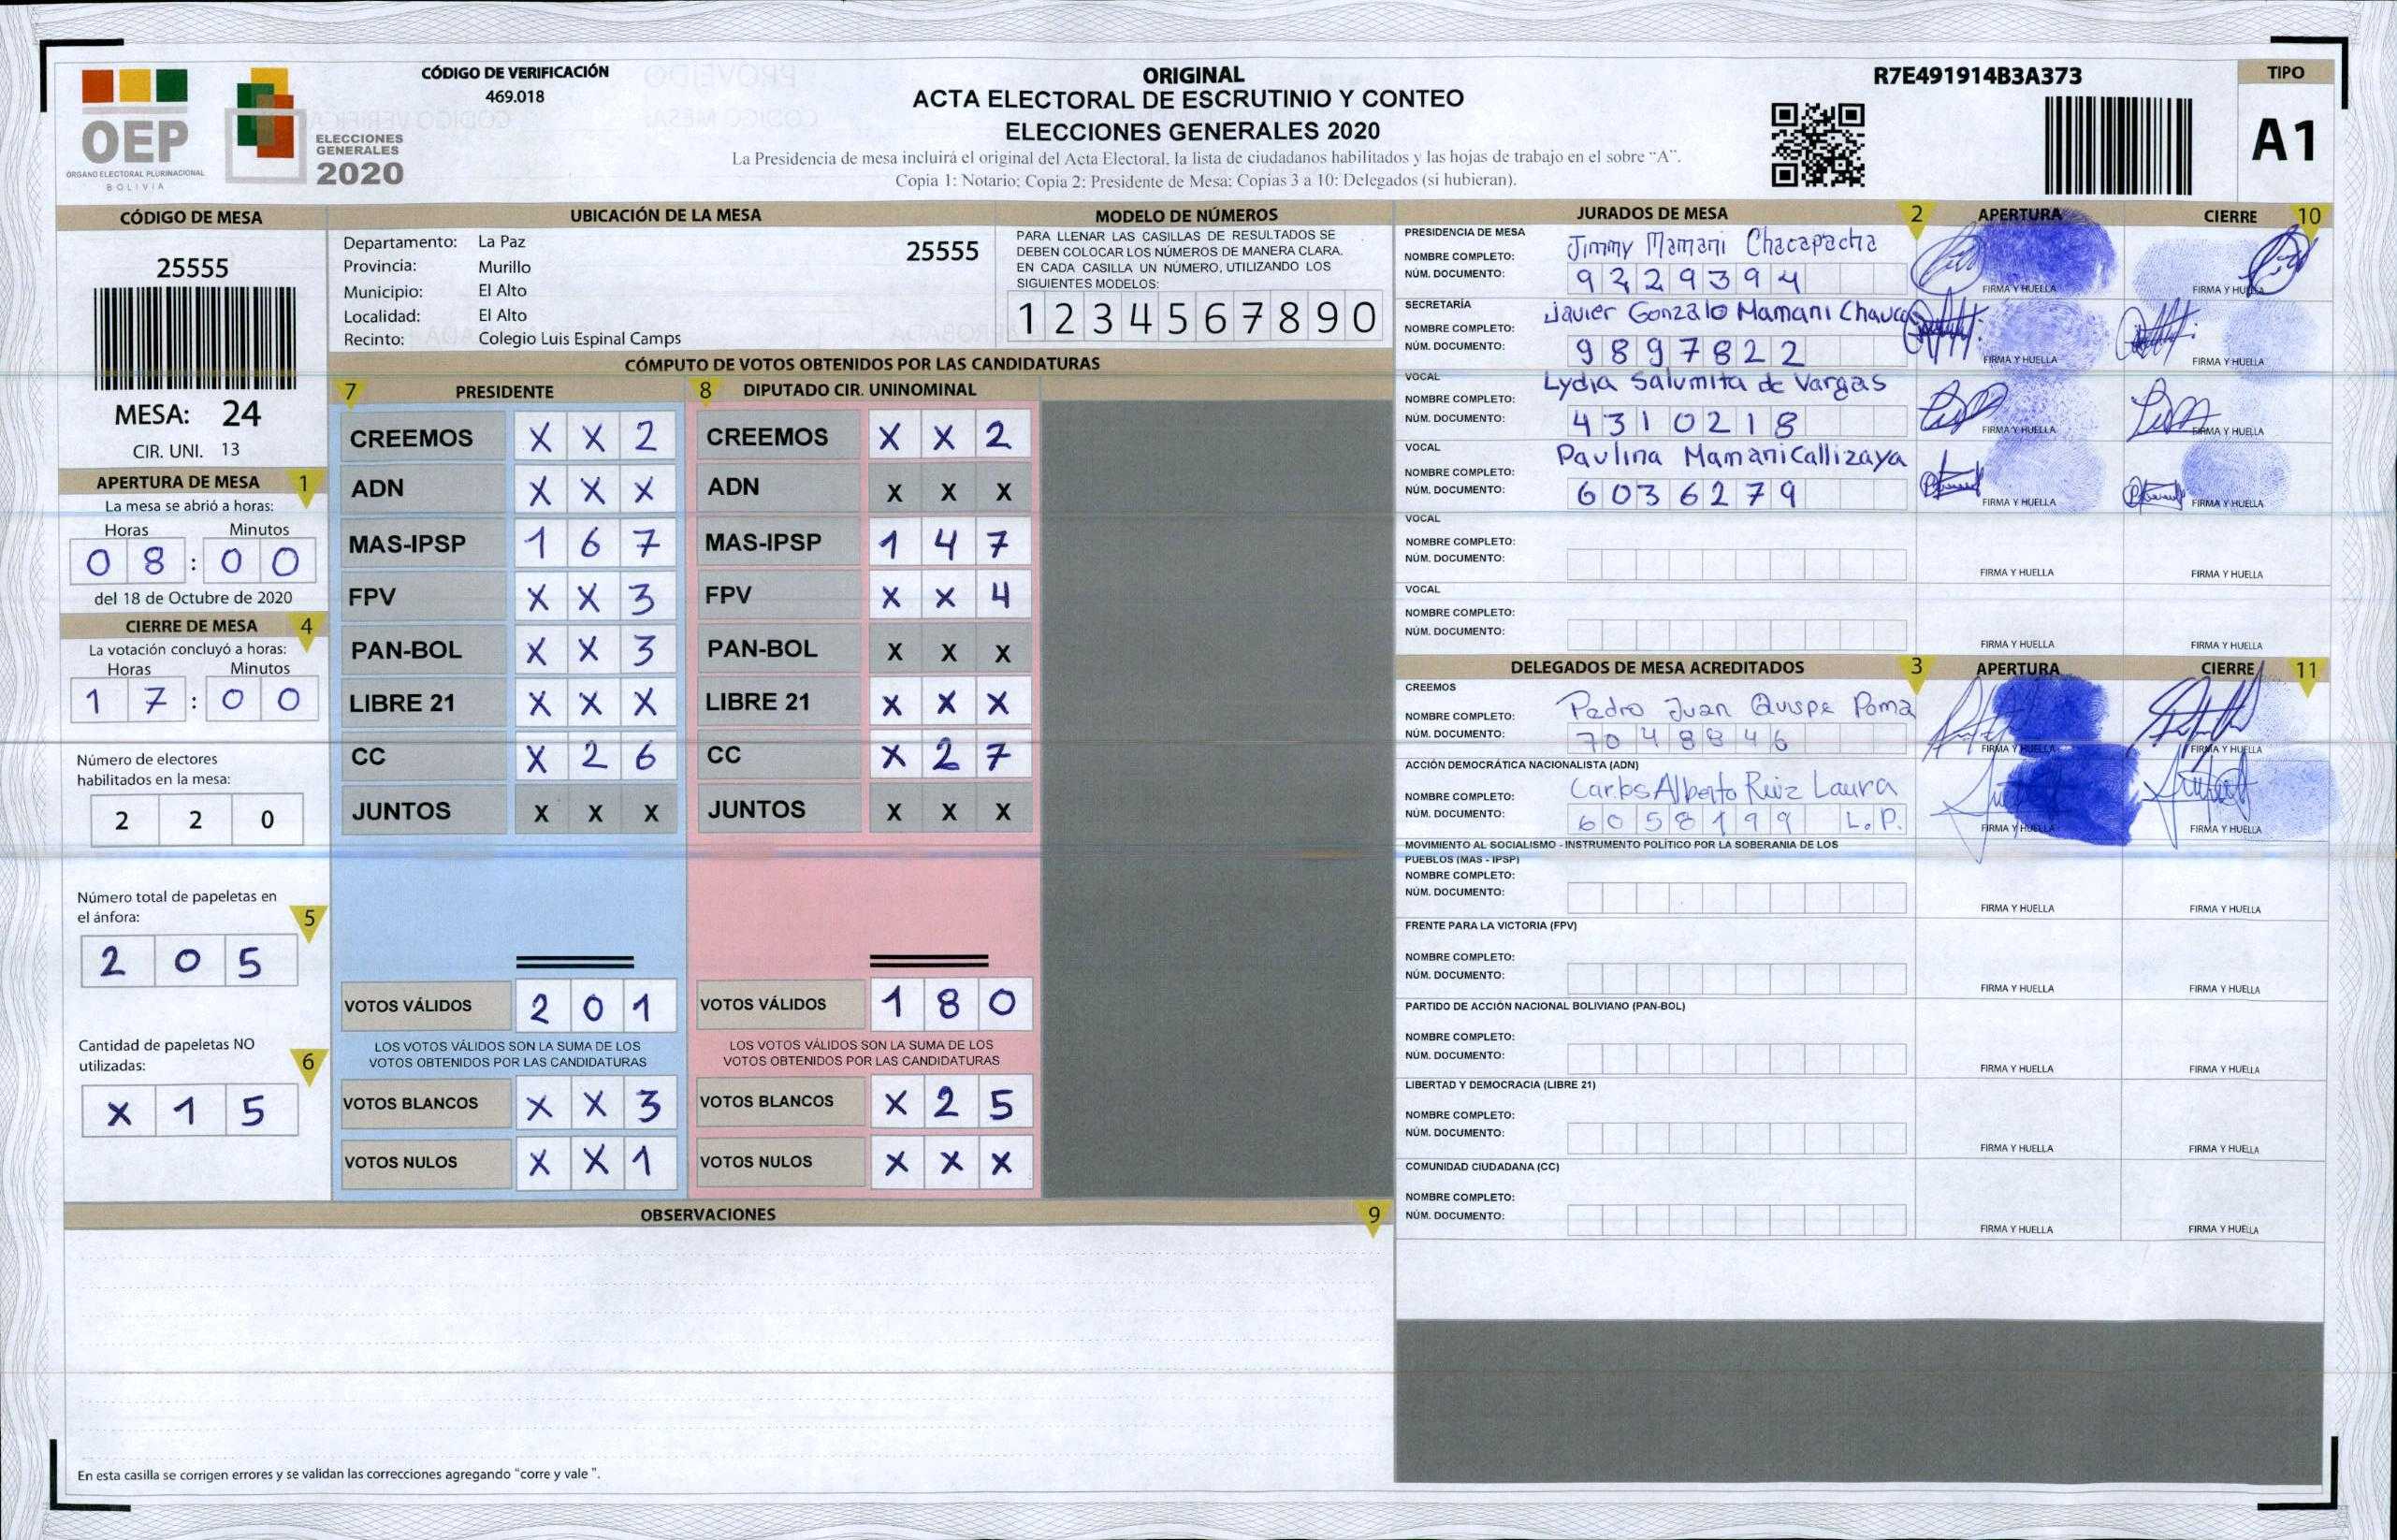 CÓDIGO DE VERIFICACIÓN
469.018
ORIGINAL
ACTA ELECTORAL DE ESCRUTINIO Y CONTEO
ELECCIONES GENERALES 2020
La Presidencia de mesa incluirá el original del Acta Electoral, la lista de ciudadanos habilitados y las hojas de trabajo en el sobre “A”.
Copia 1: Notario; Copia 2: Presidente de Mesa; Copias 3 a 10: Delegados (si hubieran).
R7E491914B3A373
TIPO
A1
OEP
ÓRGANO ELECTORAL PLURINACIONAL
BOLIVIA
ELECCIONES
GENERALES
2020
CÓDIGO DE MESA
25555
MESA: 24
CIR. UNI. 13
APERTURA DE MESA 1
La mesa se abrió a horas:
Horas Minutos
0 8 : 0 0
del 18 de Octubre de 2020
CIERRE DE MESA 4
La votación concluyó a horas:
Horas Minutos
1 7 : 0 0
Número de electores
habilitados en la mesa:
2 2 0
Número total de papeletas en
el ánfora: 5
2 0 5
Cantidad de papeletas NO
utilizadas: 6
X 1 5
UBICACIÓN DE LA MESA
Departamento: La Paz 25555
Provincia: Murillo
Municipio: El Alto
Localidad: El Alto
Recinto: Colegio Luis Espinal Camps
MODELO DE NÚMEROS
PARA LLENAR LAS CASILLAS DE RESULTADOS SE
DEBEN COLOCAR LOS NÚMEROS DE MANERA CLARA.
EN CADA CASILLA UN NÚMERO, UTILIZANDO LOS
SIGUIENTES MODELOS:
1 2 3 4 5 6 7 8 9 0
CÓMPUTO DE VOTOS OBTENIDOS POR LAS CANDIDATURAS
7 PRESIDENTE
CREEMOS X X 2
ADN X X X
MAS-IPSP 1 6 7
FPV X X 3
PAN-BOL X X 3
LIBRE 21 X X X
CC X 2 6
JUNTOS X X X
VOTOS VÁLIDOS 2 0 1
LOS VOTOS VÁLIDOS SON LA SUMA DE LOS
VOTOS OBTENIDOS POR LAS CANDIDATURAS
VOTOS BLANCOS X X 3
VOTOS NULOS X X 1
8 DIPUTADO CIR. UNINOMINAL
CREEMOS X X 2
ADN X X X
MAS-IPSP 1 4 7
FPV X X 4
PAN-BOL X X X
LIBRE 21 X X X
CC X 2 7
JUNTOS X X X
VOTOS VÁLIDOS 1 8 0
LOS VOTOS VÁLIDOS SON LA SUMA DE LOS
VOTOS OBTENIDOS POR LAS CANDIDATURAS
VOTOS BLANCOS X 2 5
VOTOS NULOS X X X
OBSERVACIONES 9
En esta casilla se corrigen errores y se validan las correcciones agregando “corre y vale ”.
JURADOS DE MESA 2 APERTURA CIERRE 10
PRESIDENCIA DE MESA
NOMBRE COMPLETO: Jimmy Mamani Chacapacha
NÚM. DOCUMENTO: 9 2 2 9 3 9 4
FIRMA Y HUELLA FIRMA Y HUELLA
SECRETARÍA
NOMBRE COMPLETO: Javier Gonzalo Mamani
NÚM. DOCUMENTO: 9 8 9 7 8 2 2
FIRMA Y HUELLA FIRMA Y HUELLA
VOCAL
NOMBRE COMPLETO: Lydia Salumita de Vargas
NÚM. DOCUMENTO: 4 3 1 0 2 1 8
FIRMA Y HUELLA FIRMA Y HUELLA
VOCAL
NOMBRE COMPLETO: Paulina Mamani Callizaya
NÚM. DOCUMENTO: 6 0 3 6 2 7 9
FIRMA Y HUELLA FIRMA Y HUELLA
VOCAL
NOMBRE COMPLETO:
NÚM. DOCUMENTO:
FIRMA Y HUELLA FIRMA Y HUELLA
VOCAL
NOMBRE COMPLETO:
NÚM. DOCUMENTO:
FIRMA Y HUELLA FIRMA Y HUELLA
DELEGADOS DE MESA ACREDITADOS 3 APERTURA CIERRE 11
CREEMOS
NOMBRE COMPLETO: Pedro Juan Quispe Poma
NÚM. DOCUMENTO: 7 0 4 8 8 4 6
FIRMA Y HUELLA FIRMA Y HUELLA
ACCIÓN DEMOCRÁTICA NACIONALISTA (ADN)
NOMBRE COMPLETO: Carlos Alberto Ruiz Laura
NÚM. DOCUMENTO: 6 0 5 8 1 9 9 L.P.
FIRMA Y HUELLA FIRMA Y HUELLA
MOVIMIENTO AL SOCIALISMO - INSTRUMENTO POLÍTICO POR LA SOBERANIA DE LOS
PUEBLOS (MAS - IPSP)
NOMBRE COMPLETO:
NÚM. DOCUMENTO:
FIRMA Y HUELLA FIRMA Y HUELLA
FRENTE PARA LA VICTORIA (FPV)
NOMBRE COMPLETO:
NÚM. DOCUMENTO:
FIRMA Y HUELLA FIRMA Y HUELLA
PARTIDO DE ACCIÓN NACIONAL BOLIVIANO (PAN-BOL)
NOMBRE COMPLETO:
NÚM. DOCUMENTO:
FIRMA Y HUELLA FIRMA Y HUELLA
LIBERTAD Y DEMOCRACIA (LIBRE 21)
NOMBRE COMPLETO:
NÚM. DOCUMENTO:
FIRMA Y HUELLA FIRMA Y HUELLA
COMUNIDAD CIUDADANA (CC)
NOMBRE COMPLETO:
NÚM. DOCUMENTO:
FIRMA Y HUELLA FIRMA Y HUELLA